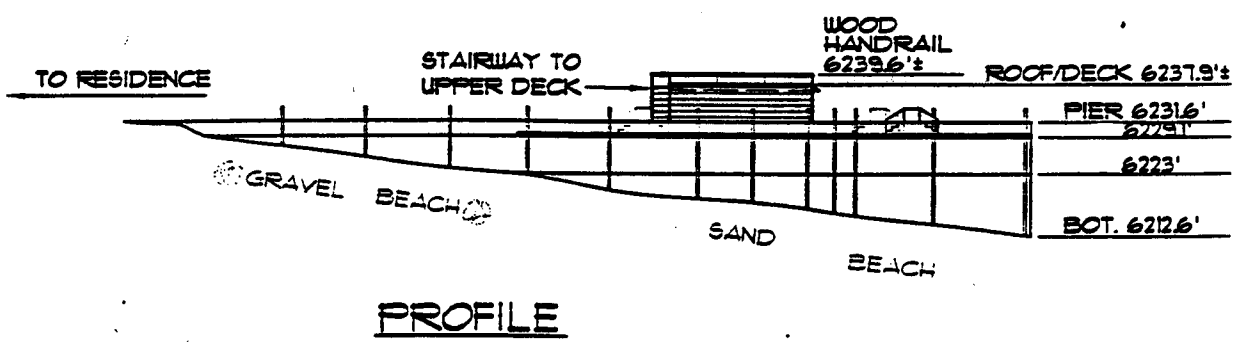 WOOD
HANDRAIL
6239.6'±
STAIRWAY TO
UPPER DECK
TO RESIDENCE
ROOF/DECK 6237.9'±
PIER 6231.6'
6229.1'
6223'
GRAVEL BEACH
BOT. 6212.6'
SAND BEACH
PROFILE